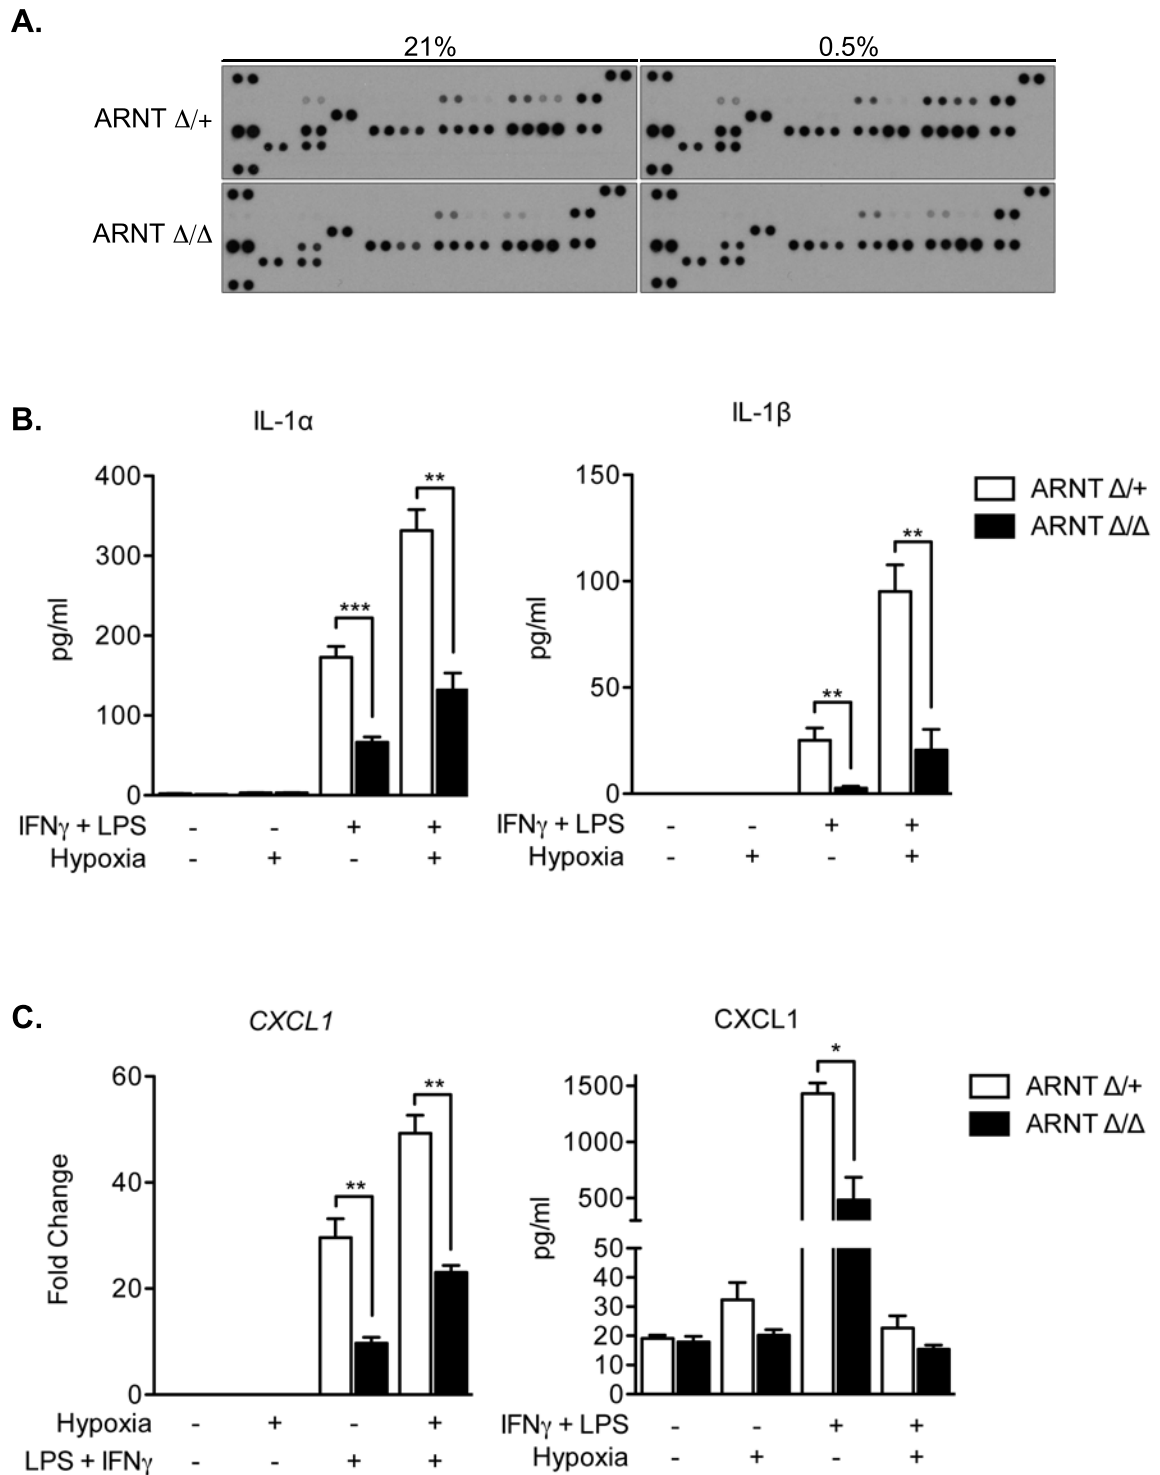 A.
21% 0.5%
ARNT Δ/+
ARNT Δ/Δ
B.
IL-1α
IL-1β
400
300
200
100
0
pg/ml
***
**
150
100
50
0
pg/ml
**
**
ARNT Δ/+
ARNT Δ/Δ
IFNγ + LPS - - + +
Hypoxia - + - +
IFNγ + LPS - - + +
Hypoxia - + - +
C.
CXCL1
CXCL1
60
40
20
0
Fold Change
**
**
1500
1000
500
50
40
30
20
10
0
pg/ml
*
ARNT Δ/+
ARNT Δ/Δ
Hypoxia - + - +
LPS + IFNγ - - + +
IFNγ + LPS - - + +
Hypoxia - + - +